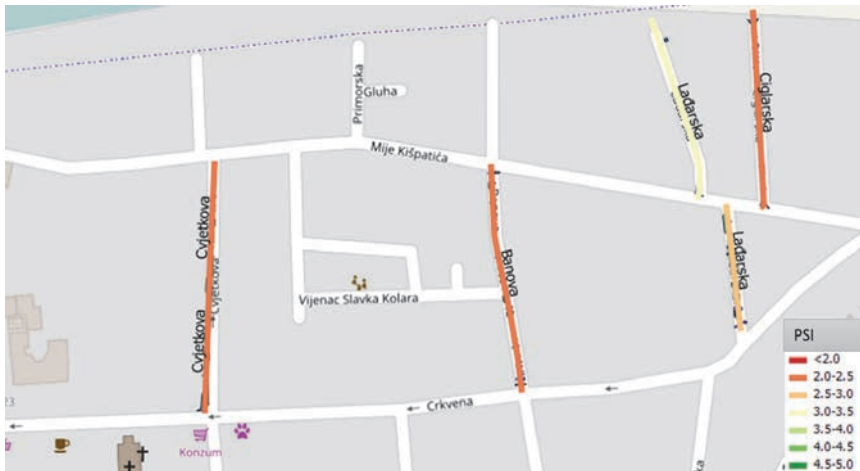 Primorska
Gluha
Mije Kišpatića
Lađarska
Ciglarska
Cvjetkova
Cvjetkova
Cvjetkova
Banova
Lađarska
Vijenac Slavka Kolara
Crkvena
23
Konzum
PSI
<2.0
2.0-2.5
2.5-3.0
3.0-3.5
3.5-4.0
4.0-4.5
4.5-5.0